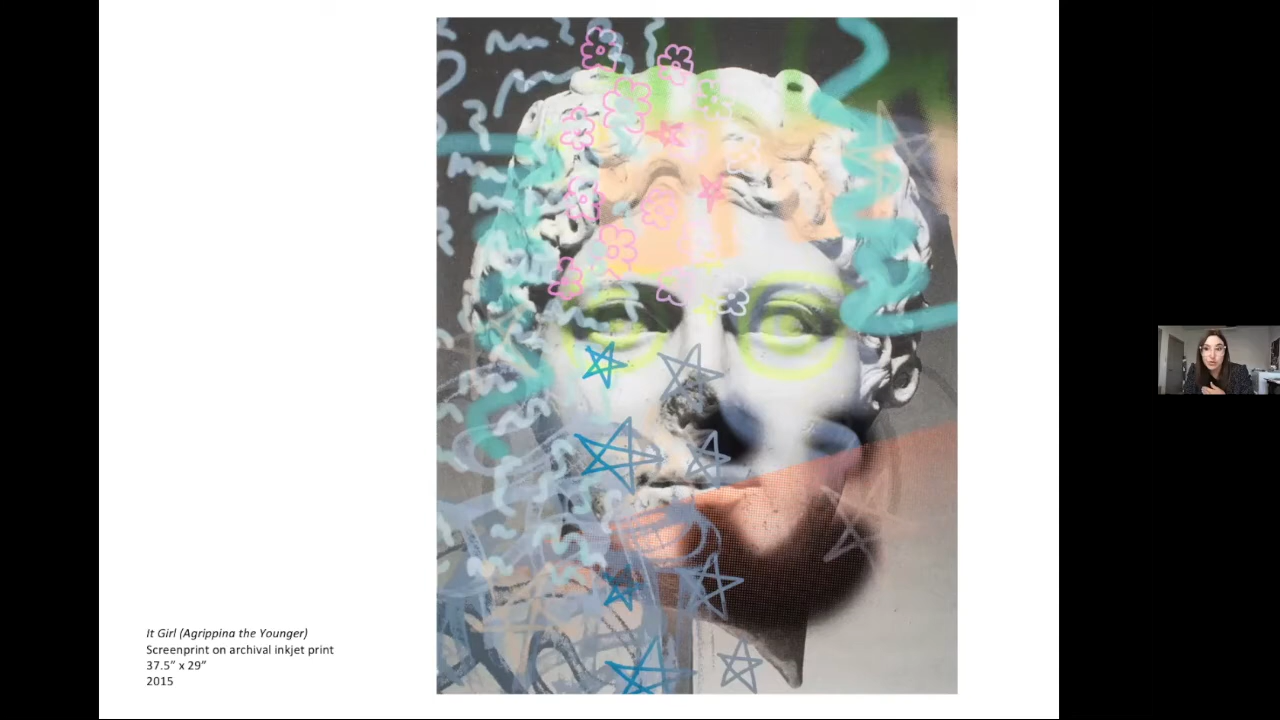 It Girl (Agrippina the Younger)
Screenprint on archival inkjet print
37.5” x 29”
2015